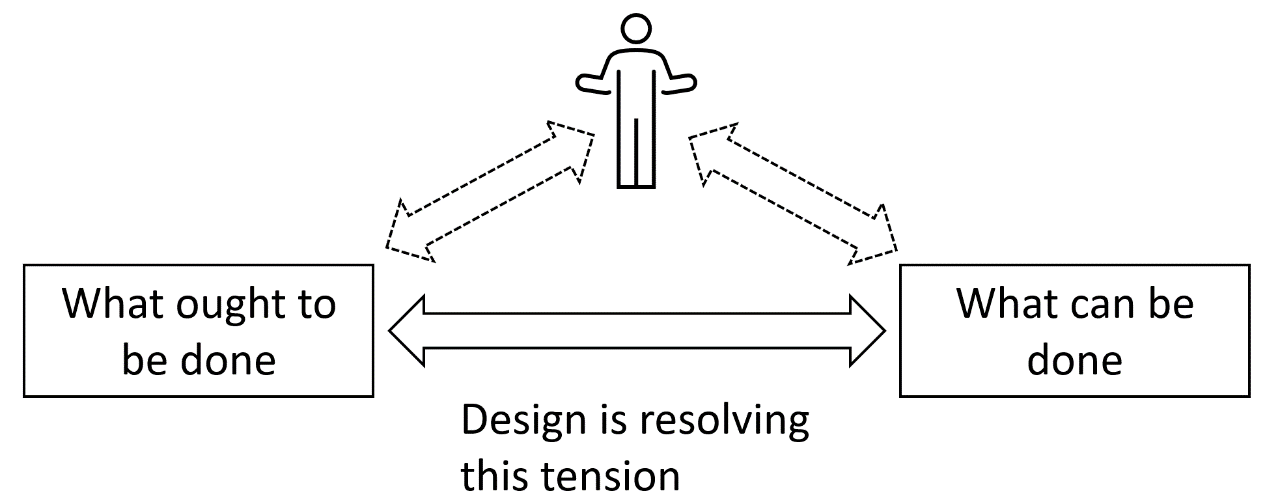 What ought to
be done
What can be
done
Design is resolving
this tension